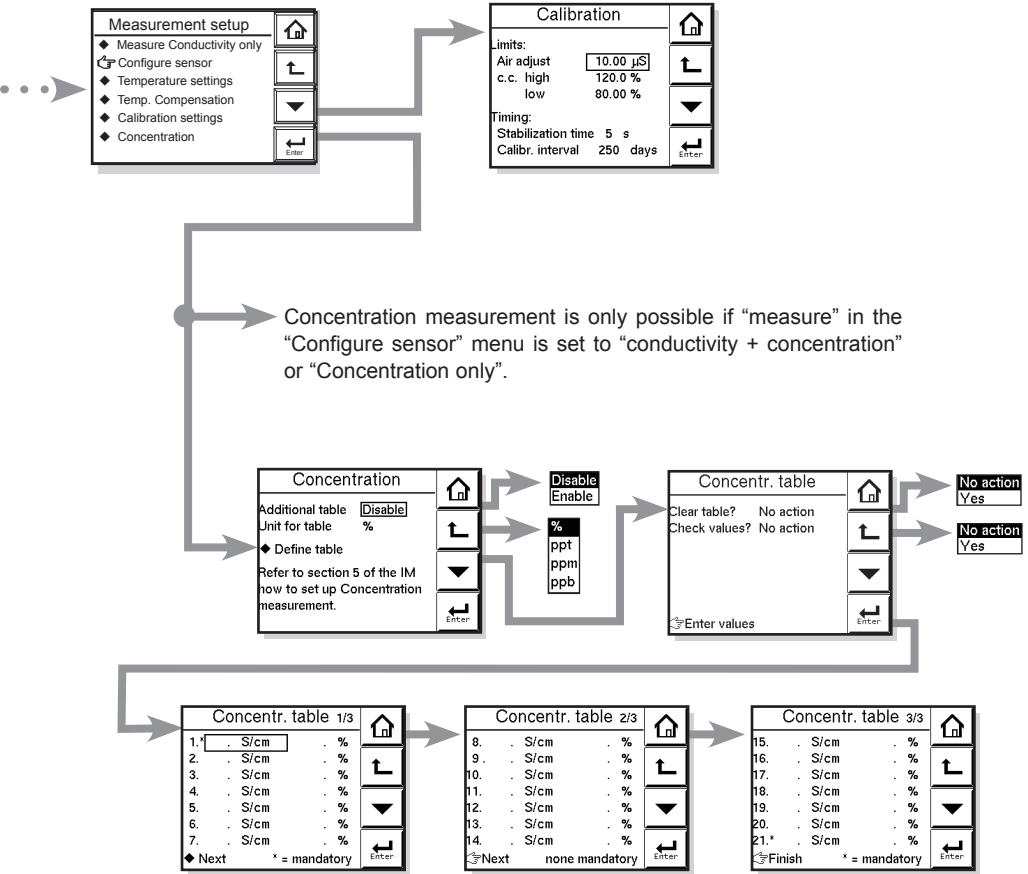 Measurement setup
◆ Measure Conductivity only
☞ Configure sensor
◆ Temperature settings
◆ Temp. Compensation
◆ Calibration settings
◆ Concentration
Enter
Calibration
Limits:
Air adjust 10.00 µS
c.c. high 120.0 %
low 80.00 %
Timing:
Stabilization time 5 s
Calibr. interval 250 days
Enter
Concentration measurement is only possible if “measure” in the
“Configure sensor” menu is set to “conductivity + concentration”
or “Concentration only”.
Concentration
Additional table Disable
Unit for table %
◆ Define table
Refer to section 5 of the IM
how to set up Concentration
measurement.
Enter
Disable
Enable
%
ppt
ppm
ppb
Concentr. table
Clear table? No action
Check values? No action
☞Enter values
Enter
No action
Yes
No action
Yes
Concentr. table 1/3
1.* . S/cm . %
2. . S/cm . %
3. . S/cm . %
4. . S/cm . %
5. . S/cm . %
6. . S/cm . %
7. . S/cm . %
◆ Next * = mandatory
Enter
Concentr. table 2/3
8. . S/cm . %
9. . S/cm . %
10. . S/cm . %
11. . S/cm . %
12. . S/cm . %
13. . S/cm . %
14. . S/cm . %
☞Next none mandatory
Enter
Concentr. table 3/3
15. . S/cm . %
16. . S/cm . %
17. . S/cm . %
18. . S/cm . %
19. . S/cm . %
20. . S/cm . %
21.* . S/cm . %
☞Finish * = mandatory
Enter